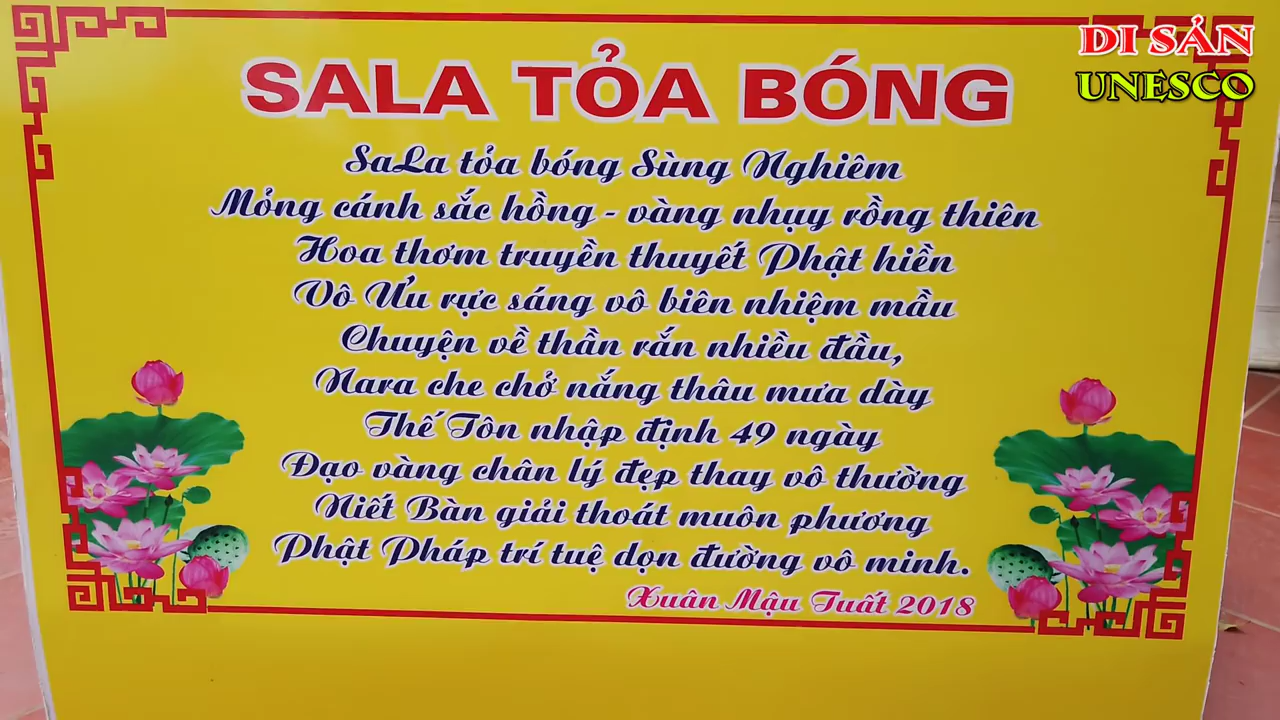 DI SẢN
UNESCO
SALA TỎA BÓNG
SaLa tỏa bóng Sùng Nghiêm
Mỏng cánh sắc hồng - vàng nhụy rồng thiên
Hoa thơm truyền thuyết Phật hiền
Vô Ưu rực sáng vô biên nhiệm mầu
Chuyện về thần rắn nhiều đầu,
Nara che chở nắng thâu mưa dày
Thế Tôn nhập định 49 ngày
Đạo vàng chân lý đẹp thay vô thường
Niết Bàn giải thoát muôn phương
Phật Pháp trí tuệ dọn đường vô minh.
Xuân Mậu Tuất 2018